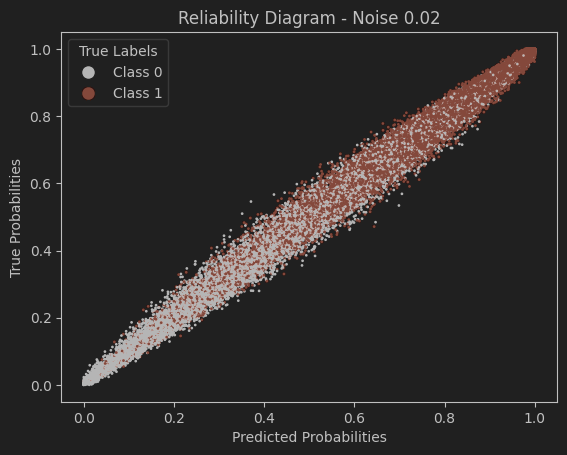 Reliability Diagram - Noise 0.02
True Labels
Class 0
Class 1
True Probabilities
1.0
0.8
0.6
0.4
0.2
0.0
0.0 0.2 0.4 0.6 0.8 1.0
Predicted Probabilities